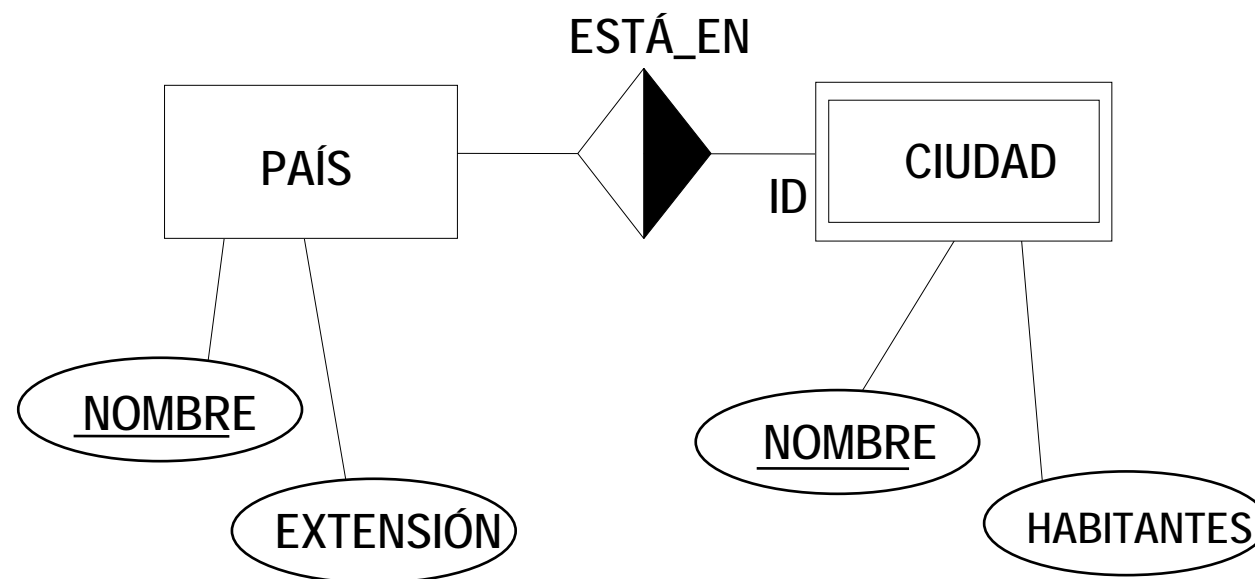 ESTÁ_EN
PAÍS
CIUDAD
ID
NOMBRE
NOMBRE
EXTENSIÓN
HABITANTES